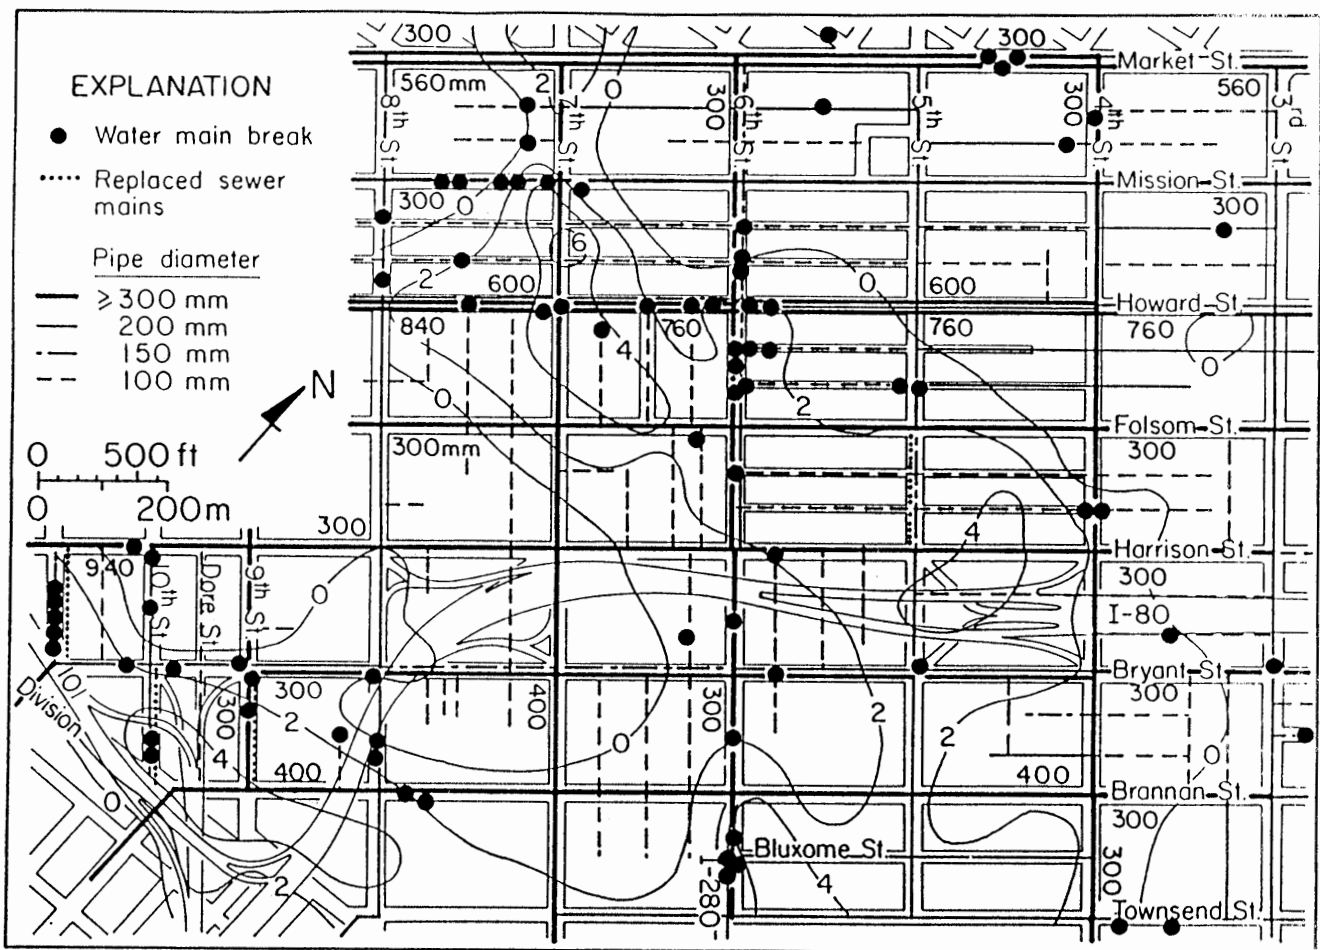 EXPLANATION
Water main break
Replaced sewer
mains
Pipe diameter
⩾300 mm
200 mm
150 mm
100 mm
N
0 500 ft
0 200m
300
300
Market St.
560mm
2
0
300
300
560
8th St.
7th St.
6th St.
5th St.
4th St.
3rd St.
Mission St.
300
0
300
6
2
600
0
600
Howard St.
840
760
760
760
4
0
0
2
Folsom St.
300mm
300
4
300
Harrison St.
940
10th St.
Dore St.
9th St.
0
300
I-80
Bryant St.
10
Division
300
300
2
400
300
300
2
2
4
0
0
400
400
Brannan St.
0
300
Bluxome St.
2
I-280
4
300
Townsend St.